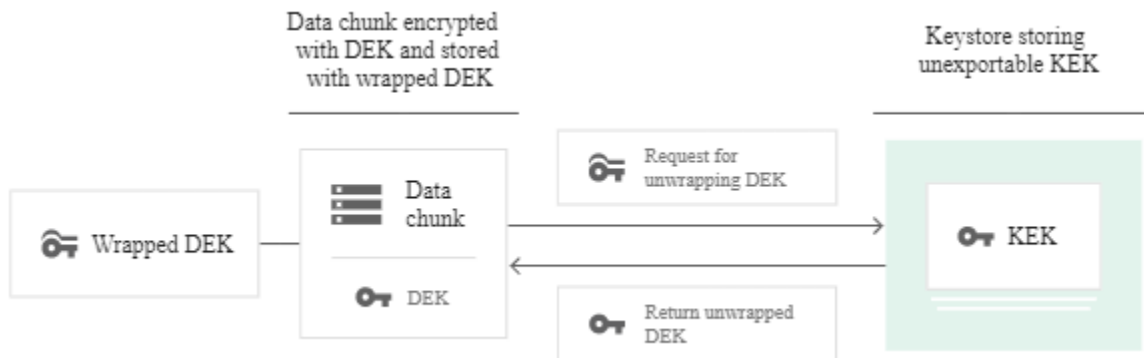 Data chunk encrypted
with DEK and stored
with wrapped DEK
Keystore storing
unexportable KEK
Request for
unwrapping DEK
Data
chunk
Wrapped DEK
KEK
DEK
Return unwrapped
DEK